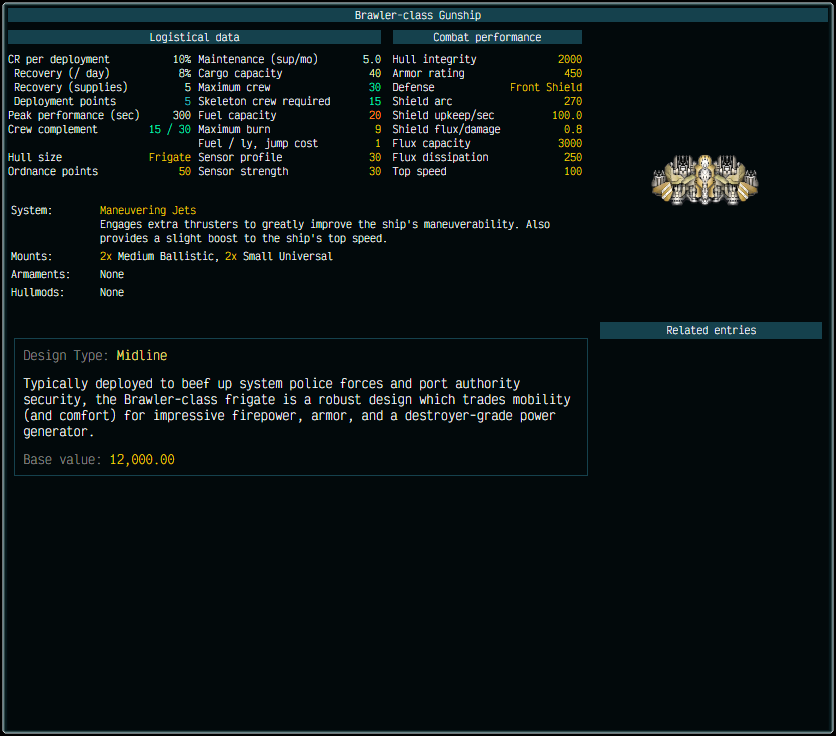 Brawler-class Gunship
Logistical data
CR per deployment 10% Maintenance (sup/mo) 5.0
Recovery (/ day) 8% Cargo capacity 40
Recovery (supplies) 5 Maximum crew 30
Deployment points 5 Skeleton crew required 15
Peak performance (sec) 300 Fuel capacity 20
Crew complement 15 / 30 Maximum burn 9
Fuel / ly, jump cost 1
Hull size Frigate Sensor profile 30
Ordnance points 50 Sensor strength 30
Combat performance
Hull integrity 2000
Armor rating 450
Defense Front Shield
Shield arc 270
Shield upkeep/sec 100.0
Shield flux/damage 0.8
Flux capacity 3000
Flux dissipation 250
Top speed 100
System: Maneuvering Jets
Engages extra thrusters to greatly improve the ship's maneuverability. Also
provides a slight boost to the ship's top speed.
Mounts: 2x Medium Ballistic, 2x Small Universal
Armaments: None
Hullmods: None
Related entries
Design Type: Midline
Typically deployed to beef up system police forces and port authority
security, the Brawler-class frigate is a robust design which trades mobility
(and comfort) for impressive firepower, armor, and a destroyer-grade power
generator.
Base value: 12,000.00